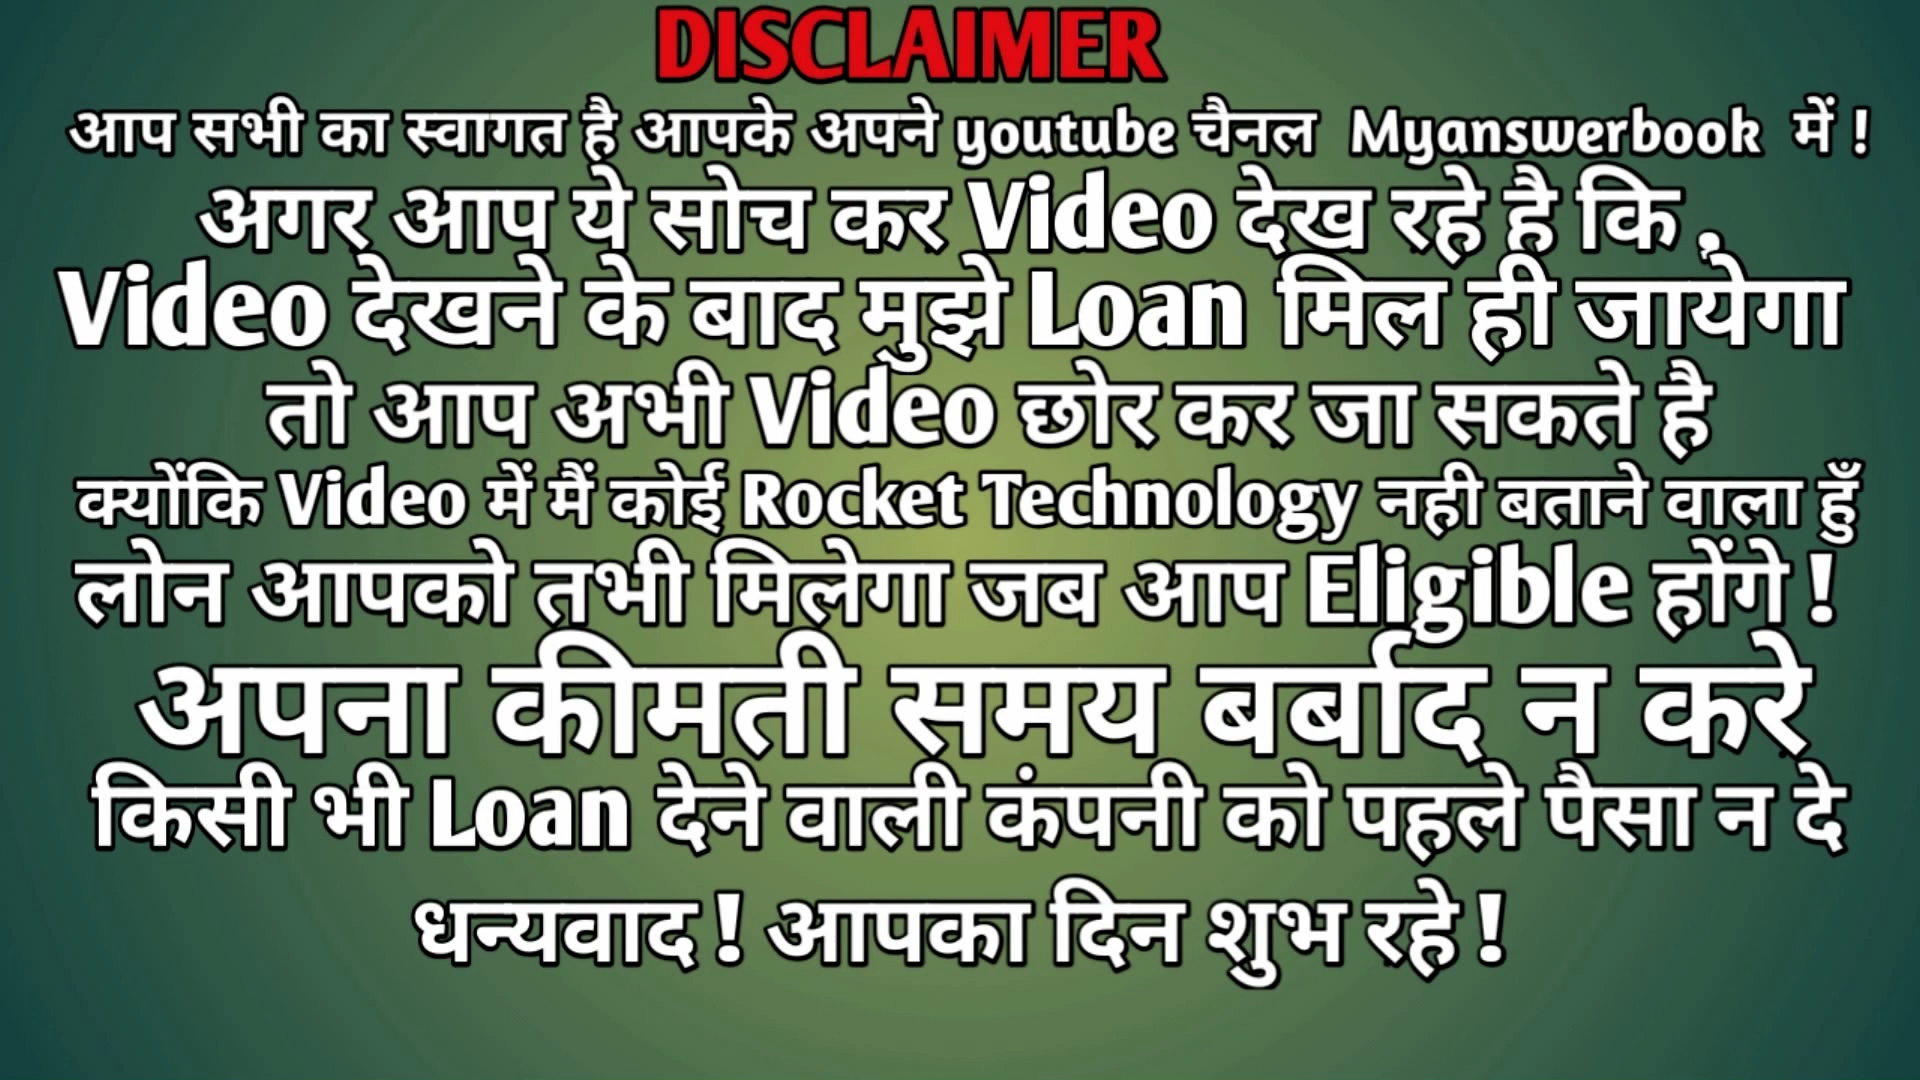 DISCLAIMER
आप सभी का स्वागत है आपके अपने youtube चैनल Myanswerbook में !
अगर आप ये सोच कर Video देख रहे है कि ,
Video देखने के बाद मुझे Loan मिल ही जायेगा
तो आप अभी Video छोर कर जा सकते है
क्योंकि Video में मैं कोई Rocket Technology नही बताने वाला हुँ
लोन आपको तभी मिलेगा जब आप Eligible होंगे !
अपना कीमती समय बर्बाद न करे
किसी भी Loan देने वाली कंपनी को पहले पैसा न दे
धन्यवाद ! आपका दिन शुभ रहे !